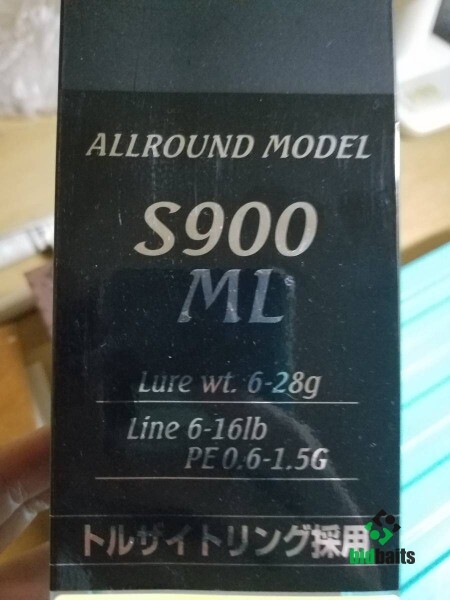 ALLROUND MODEL
S900
ML
Lure wt. 6-28g
Line 6-16lb
PE 0.6-1.5G
トルザイトリング採用
bidbaits